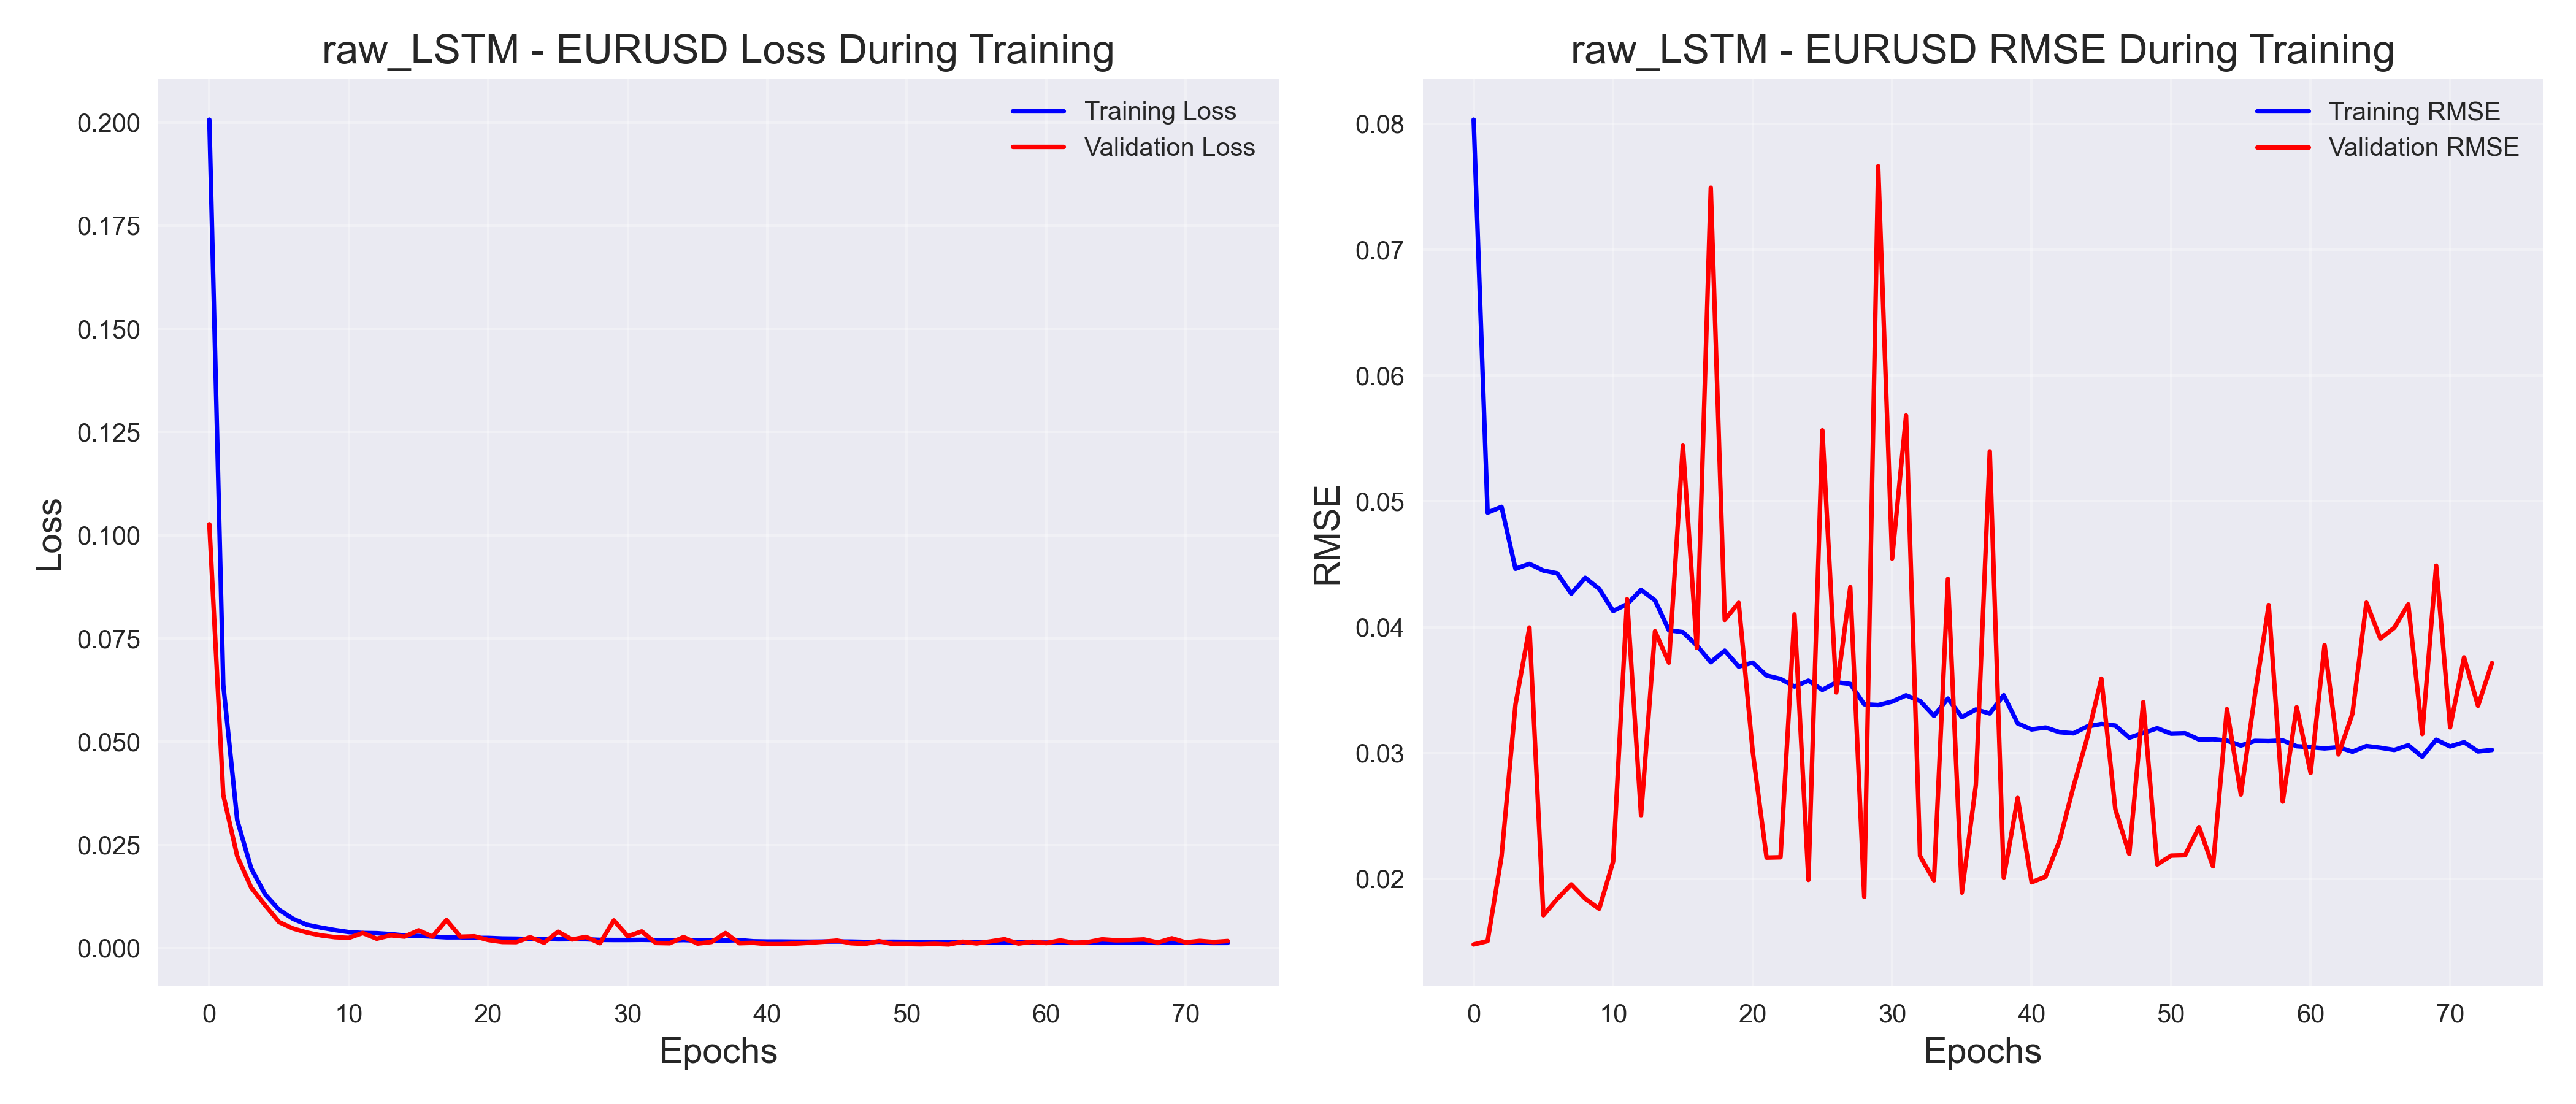 raw_LSTM - EURUSD Loss During Training
Training Loss
Validation Loss
0.200
0.175
0.150
0.125
0.100
0.075
0.050
0.025
0.000
Loss
0 10 20 30 40 50 60 70
Epochs
raw_LSTM - EURUSD RMSE During Training
Training RMSE
Validation RMSE
0.08
0.07
0.06
0.05
0.04
0.03
0.02
RMSE
0 10 20 30 40 50 60 70
Epochs